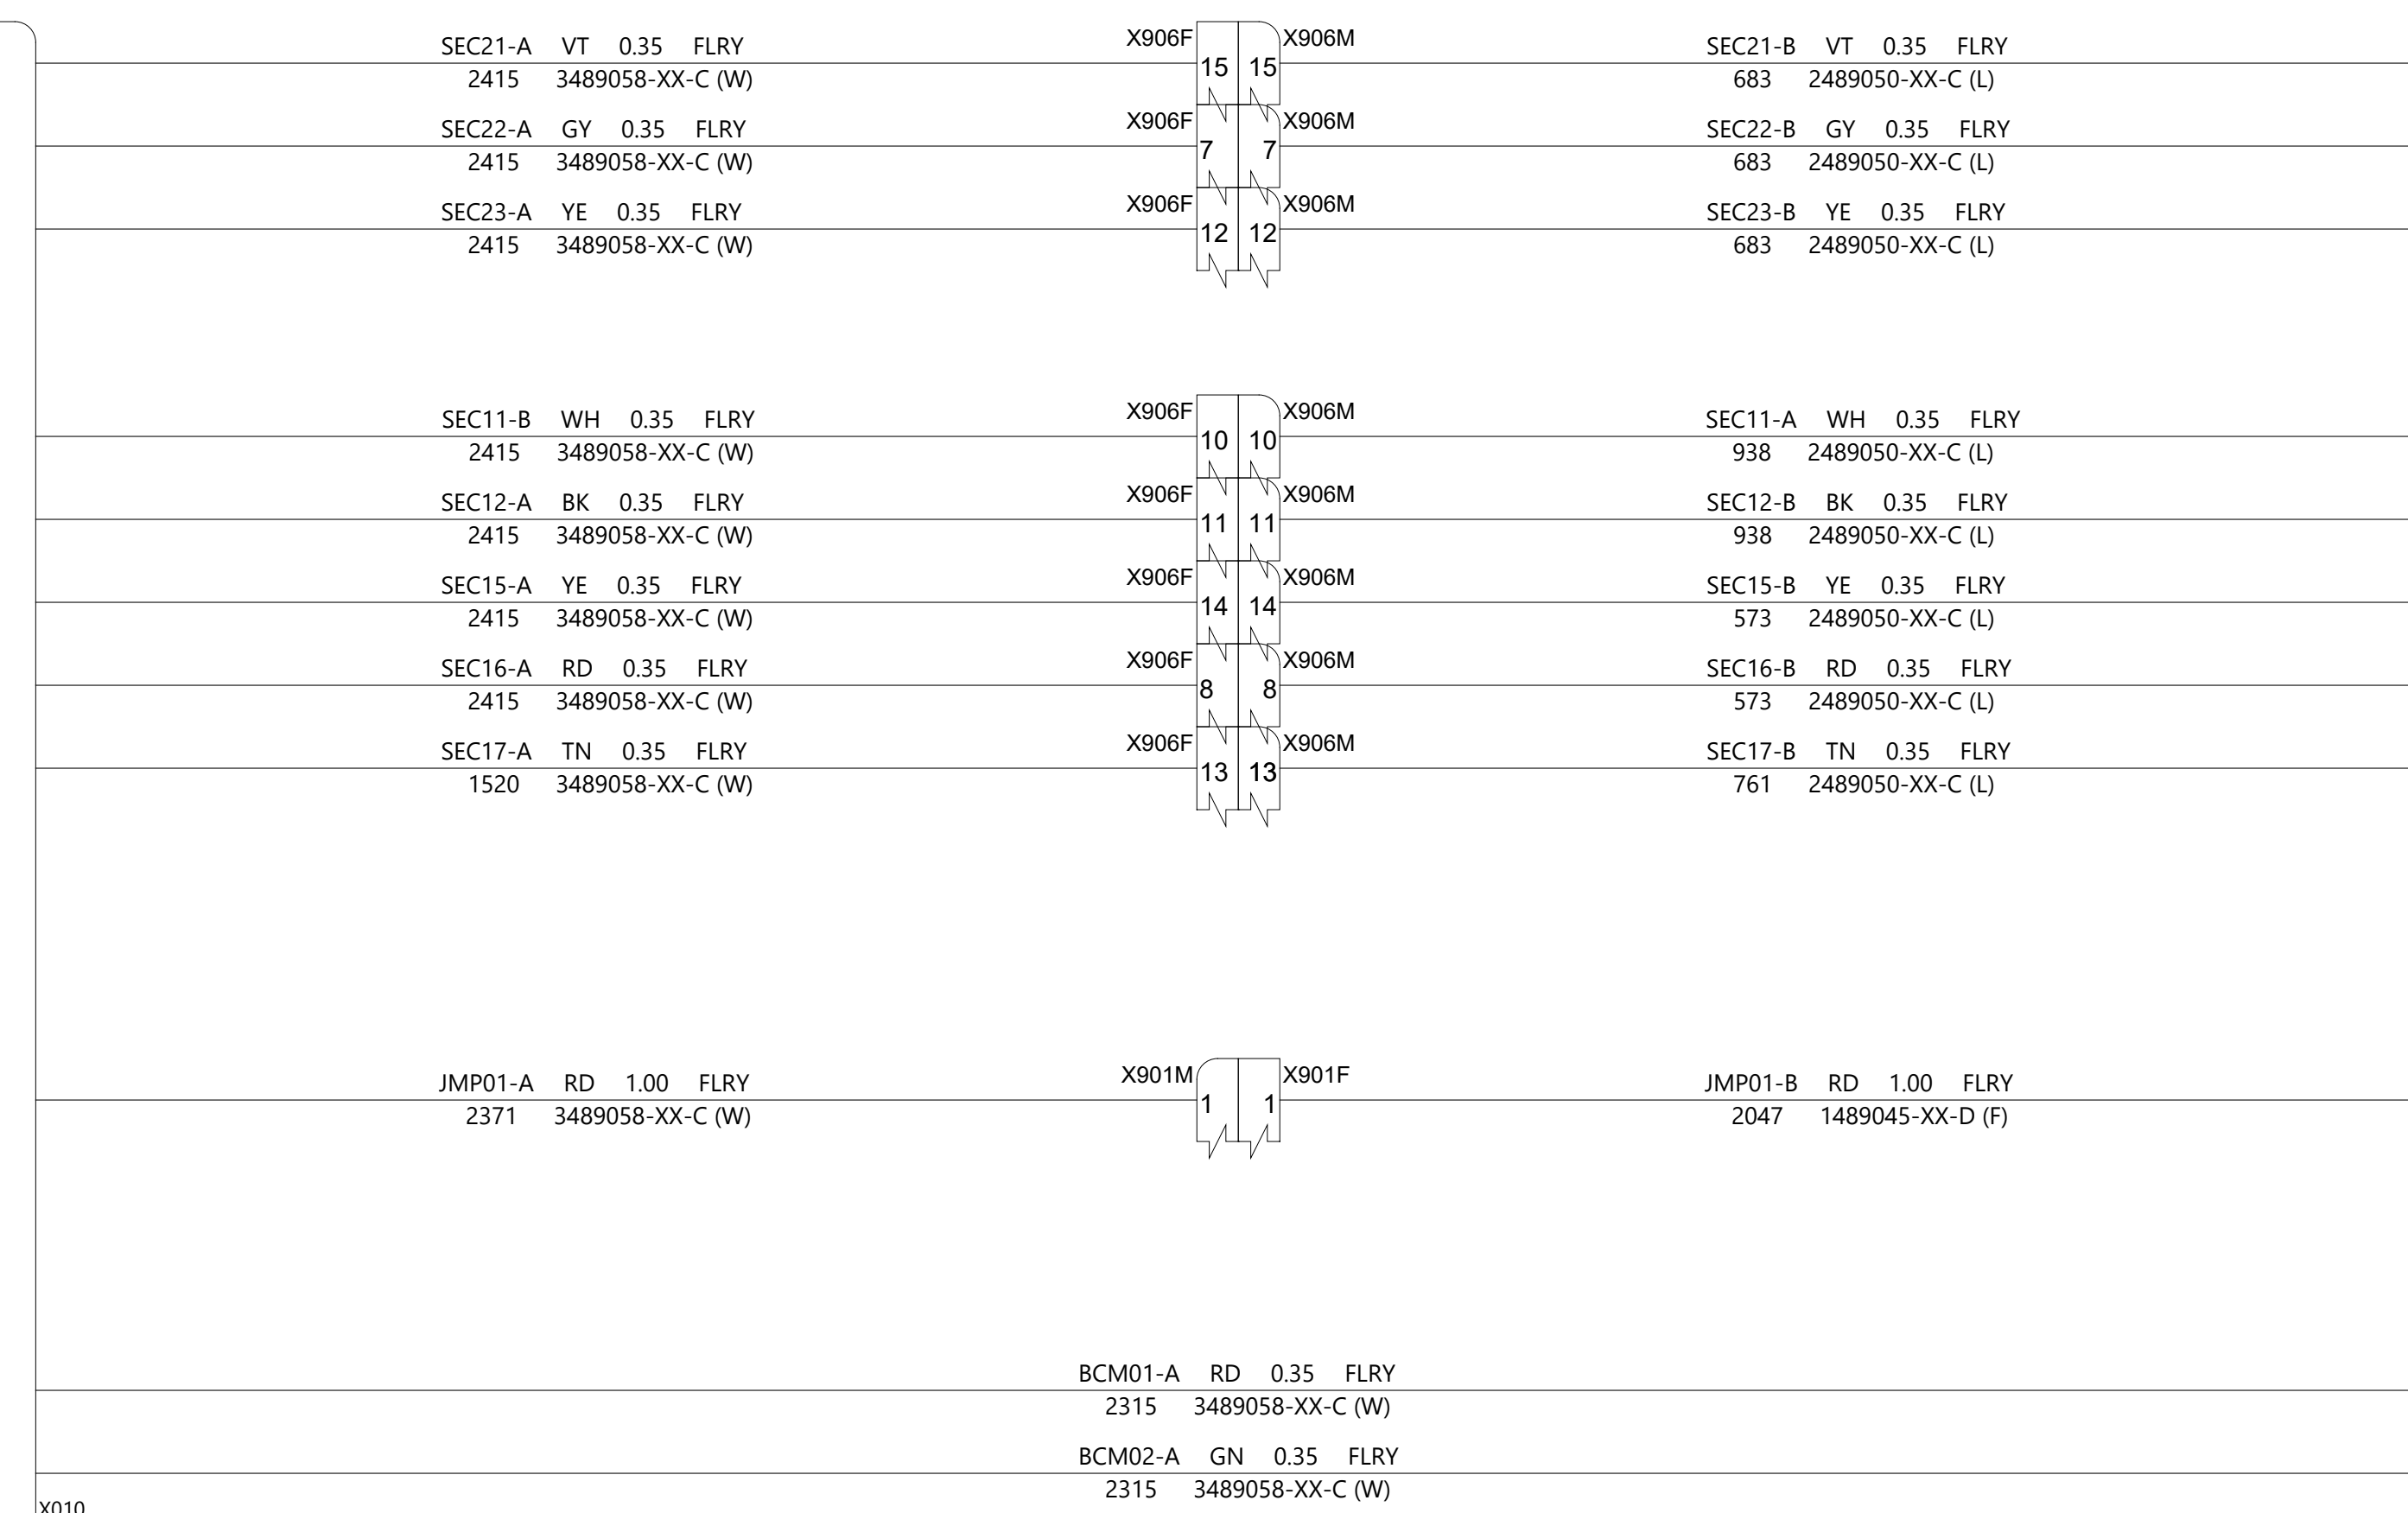 X906F X906M
SEC21-A VT 0.35 FLRY 15 15 SEC21-B VT 0.35 FLRY
2415 3489058-XX-C (W) 683 2489050-XX-C (L)
X906F X906M
SEC22-A GY 0.35 FLRY 7 7 SEC22-B GY 0.35 FLRY
2415 3489058-XX-C (W) 683 2489050-XX-C (L)
X906F X906M
SEC23-A YE 0.35 FLRY 12 12 SEC23-B YE 0.35 FLRY
2415 3489058-XX-C (W) 683 2489050-XX-C (L)
X906F X906M
SEC11-B WH 0.35 FLRY 10 10 SEC11-A WH 0.35 FLRY
2415 3489058-XX-C (W) 938 2489050-XX-C (L)
X906F X906M
SEC12-A BK 0.35 FLRY 11 11 SEC12-B BK 0.35 FLRY
2415 3489058-XX-C (W) 938 2489050-XX-C (L)
X906F X906M
SEC15-A YE 0.35 FLRY 14 14 SEC15-B YE 0.35 FLRY
2415 3489058-XX-C (W) 573 2489050-XX-C (L)
X906F X906M
SEC16-A RD 0.35 FLRY 8 8 SEC16-B RD 0.35 FLRY
2415 3489058-XX-C (W) 573 2489050-XX-C (L)
X906F X906M
SEC17-A TN 0.35 FLRY 13 13 SEC17-B TN 0.35 FLRY
1520 3489058-XX-C (W) 761 2489050-XX-C (L)
X901M X901F
JMP01-A RD 1.00 FLRY 1 1 JMP01-B RD 1.00 FLRY
2371 3489058-XX-C (W) 2047 1489045-XX-D (F)
BCM01-A RD 0.35 FLRY
2315 3489058-XX-C (W)
BCM02-A GN 0.35 FLRY
2315 3489058-XX-C (W)
X010